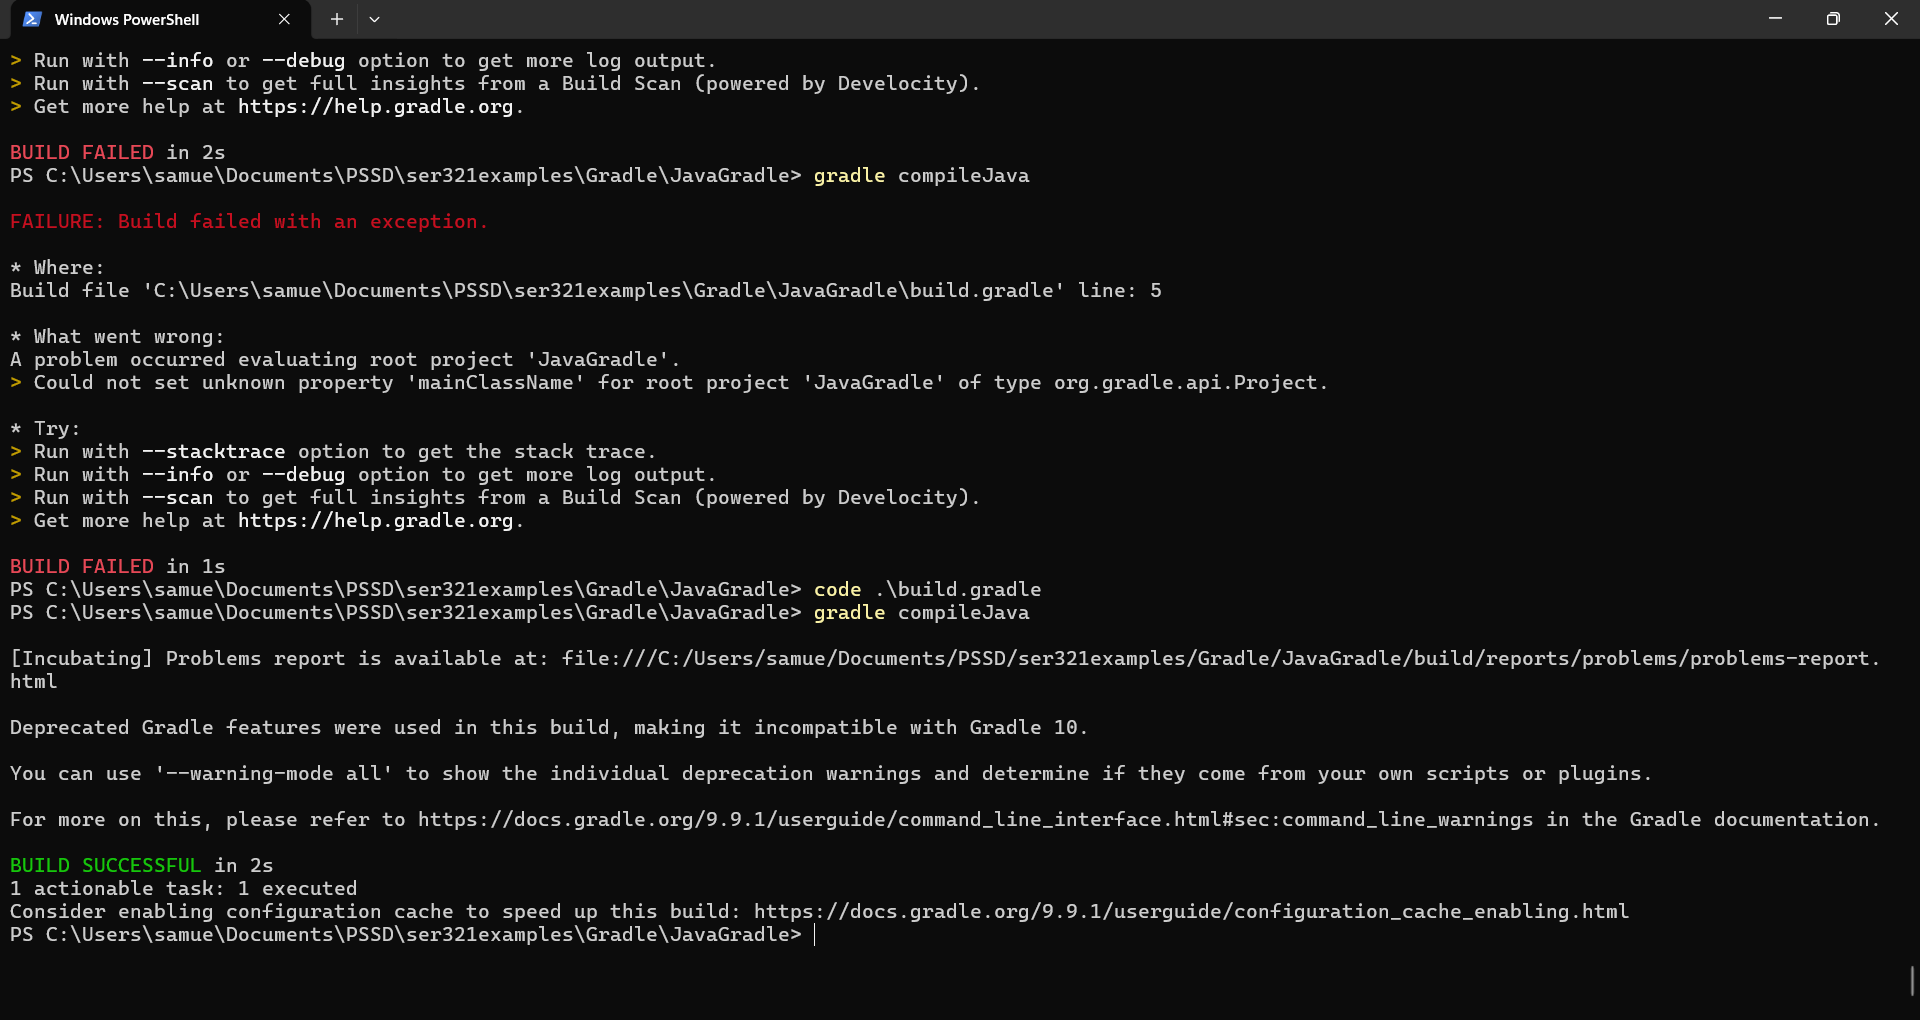 Windows PowerShell
> Run with --info or --debug option to get more log output.
> Run with --scan to get full insights from a Build Scan (powered by Develocity).
> Get more help at https://help.gradle.org.
BUILD FAILED in 2s
PS C:\Users\samue\Documents\PSSD\ser321examples\Gradle\JavaGradle> gradle compileJava
FAILURE: Build failed with an exception.
* Where:
Build file 'C:\Users\samue\Documents\PSSD\ser321examples\Gradle\JavaGradle\build.gradle' line: 5
* What went wrong:
A problem occurred evaluating root project 'JavaGradle'.
> Could not set unknown property 'mainClassName' for root project 'JavaGradle' of type org.gradle.api.Project.
* Try:
> Run with --stacktrace option to get the stack trace.
> Run with --info or --debug option to get more log output.
> Run with --scan to get full insights from a Build Scan (powered by Develocity).
> Get more help at https://help.gradle.org.
BUILD FAILED in 1s
PS C:\Users\samue\Documents\PSSD\ser321examples\Gradle\JavaGradle> code .\build.gradle
PS C:\Users\samue\Documents\PSSD\ser321examples\Gradle\JavaGradle> gradle compileJava
[Incubating] Problems report is available at: file:///C:/Users/samue/Documents/PSSD/ser321examples/Gradle/JavaGradle/build/reports/problems/problems-report.
html
Deprecated Gradle features were used in this build, making it incompatible with Gradle 10.
You can use '--warning-mode all' to show the individual deprecation warnings and determine if they come from your own scripts or plugins.
For more on this, please refer to https://docs.gradle.org/9.9.1/userguide/command_line_interface.html#sec:command_line_warnings in the Gradle documentation.
BUILD SUCCESSFUL in 2s
1 actionable task: 1 executed
Consider enabling configuration cache to speed up this build: https://docs.gradle.org/9.9.1/userguide/configuration_cache_enabling.html
PS C:\Users\samue\Documents\PSSD\ser321examples\Gradle\JavaGradle>